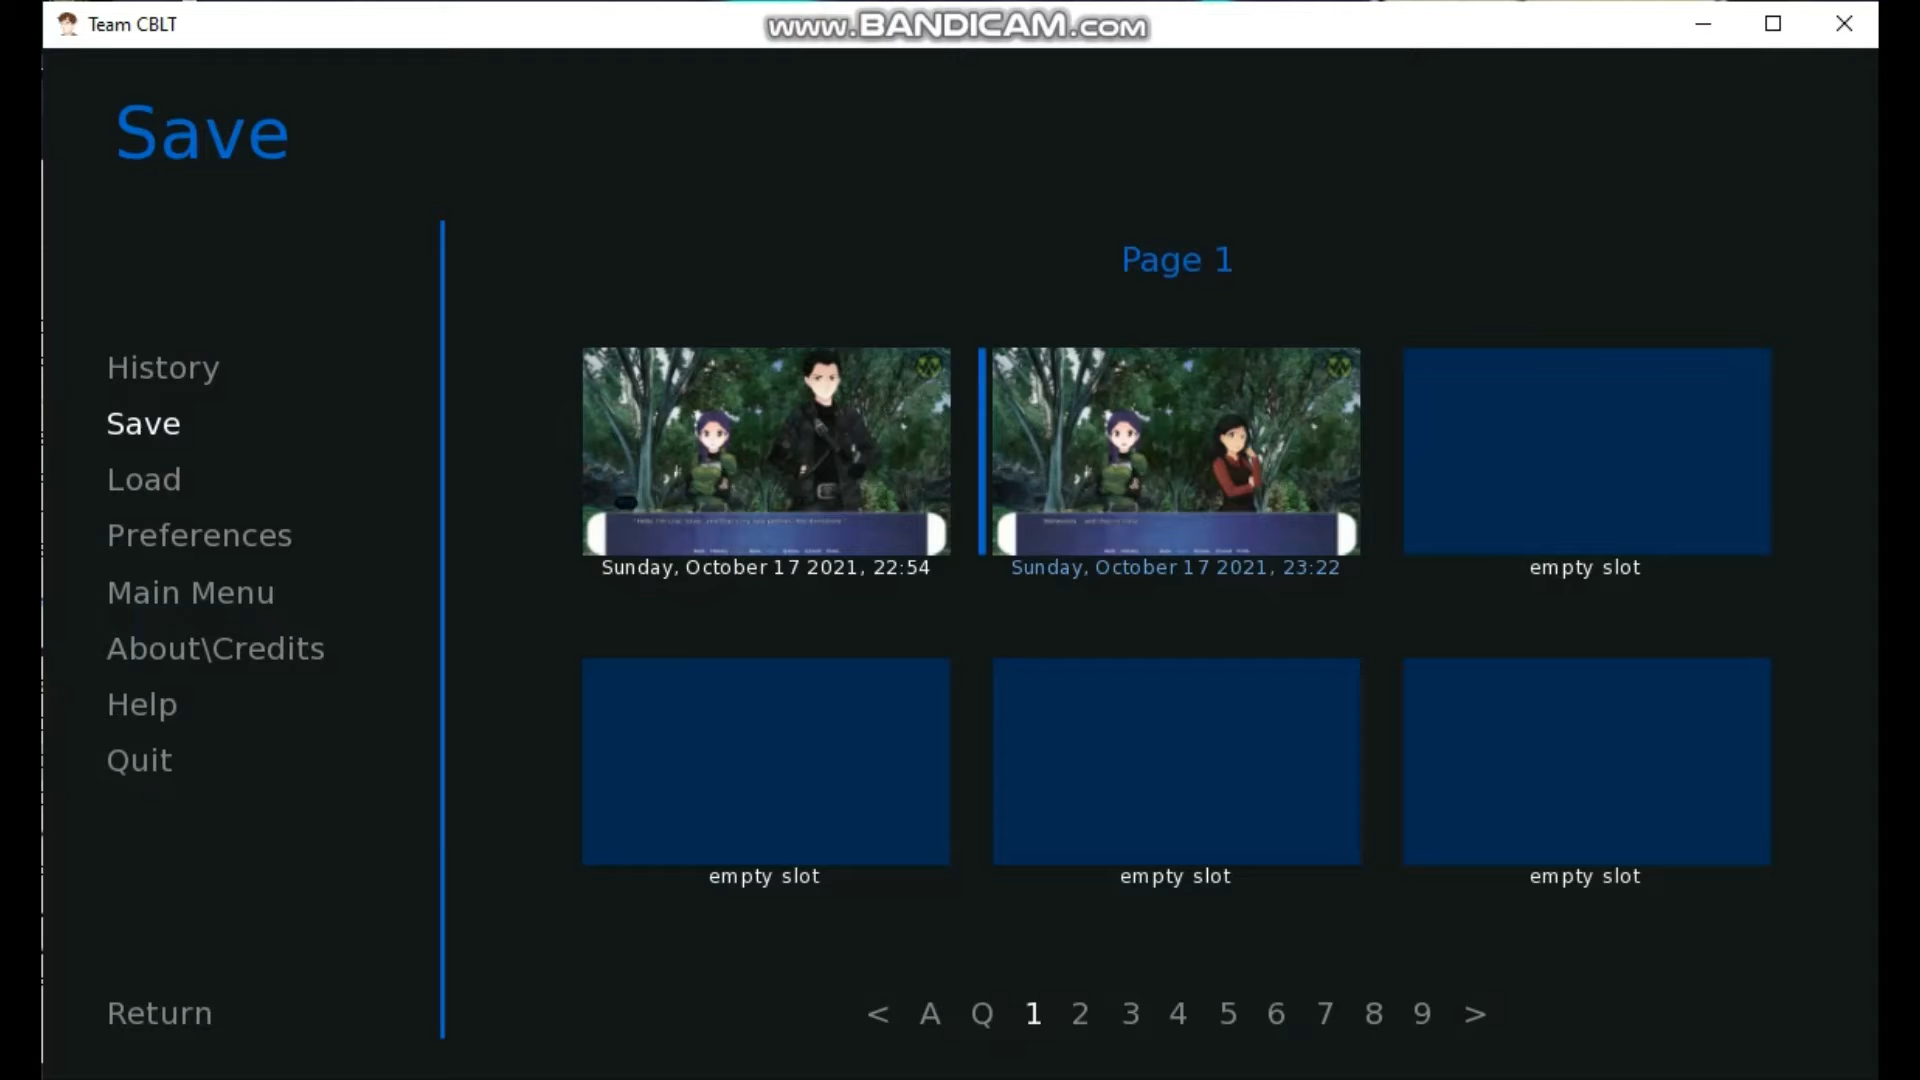 Team CBLT
www.BANDICAM.com
Save
Page 1
History
Save
Load
Preferences
Main Menu
About\Credits
Help
Quit
Return
Sunday, October 17 2021, 22:54
Sunday, October 17 2021, 23:22
empty slot
empty slot
empty slot
empty slot
< A Q 1 2 3 4 5 6 7 8 9 >